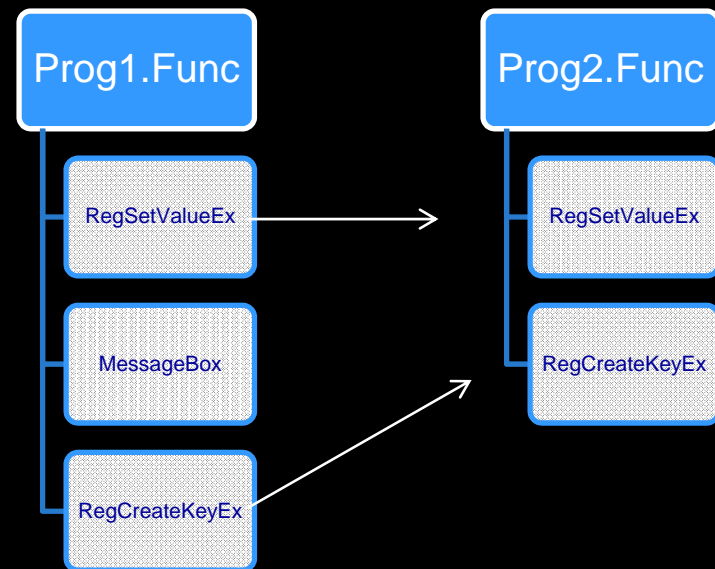 Prog1.Func
RegSetValueEx
MessageBox
RegCreateKeyEx
Prog2.Func
RegSetValueEx
RegCreateKeyEx